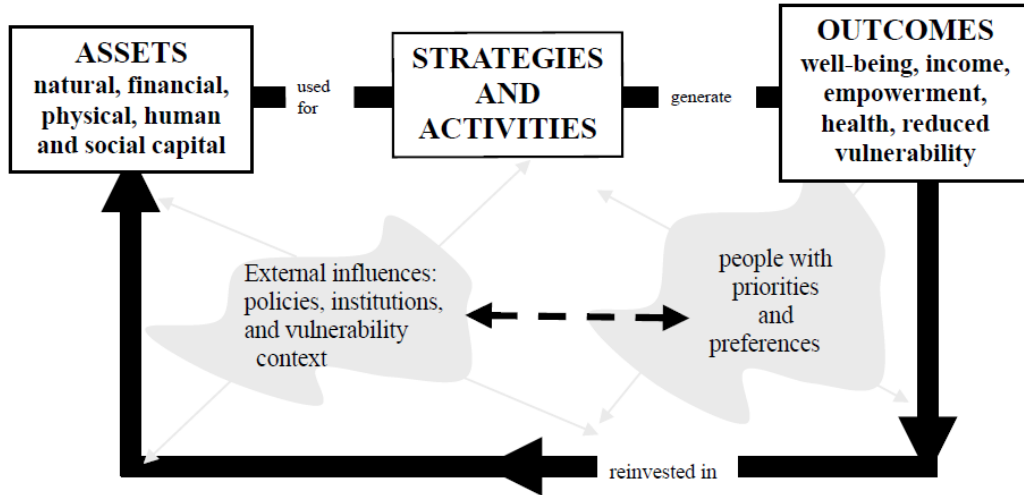 ASSETS
natural, financial,
physical, human
and social capital
used
for
STRATEGIES
AND
ACTIVITIES
generate
OUTCOMES
well-being, income,
empowerment,
health, reduced
vulnerability
External influences:
policies, institutions,
and vulnerability
context
people with
priorities
and
preferences
reinvested in